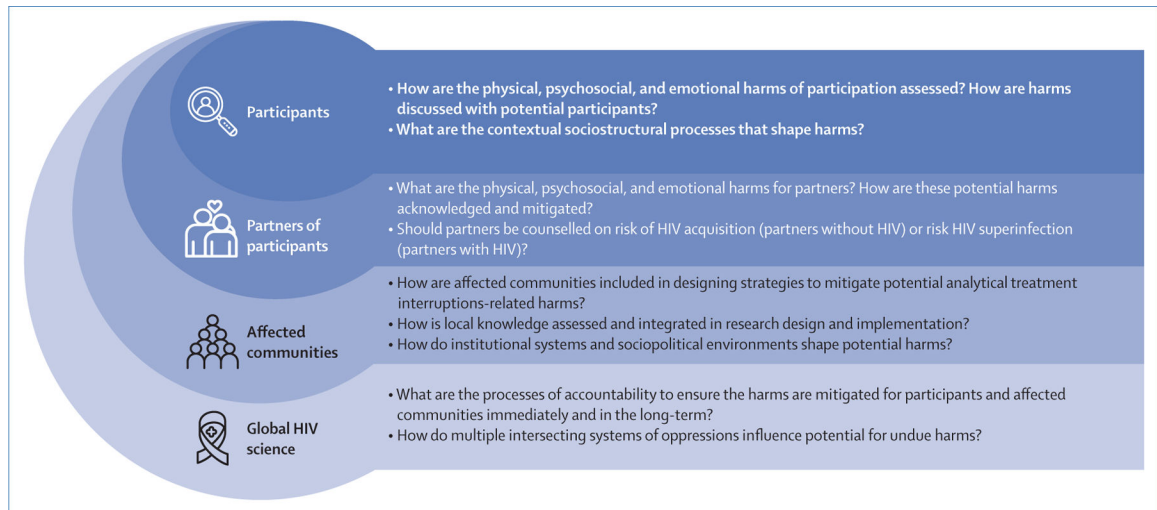 Participants
• How are the physical, psychosocial, and emotional harms of participation assessed? How are harms
discussed with potential participants?
• What are the contextual sociostructural processes that shape harms?
Partners of
participants
• What are the physical, psychosocial, and emotional harms for partners? How are these potential harms
acknowledged and mitigated?
• Should partners be counselled on risk of HIV acquisition (partners without HIV) or risk HIV superinfection
(partners with HIV)?
Affected
communities
• How are affected communities included in designing strategies to mitigate potential analytical treatment
interruptions-related harms?
• How is local knowledge assessed and integrated in research design and implementation?
• How do institutional systems and sociopolitical environments shape potential harms?
Global HIV
science
• What are the processes of accountability to ensure the harms are mitigated for participants and affected
communities immediately and in the long-term?
• How do multiple intersecting systems of oppressions influence potential for undue harms?